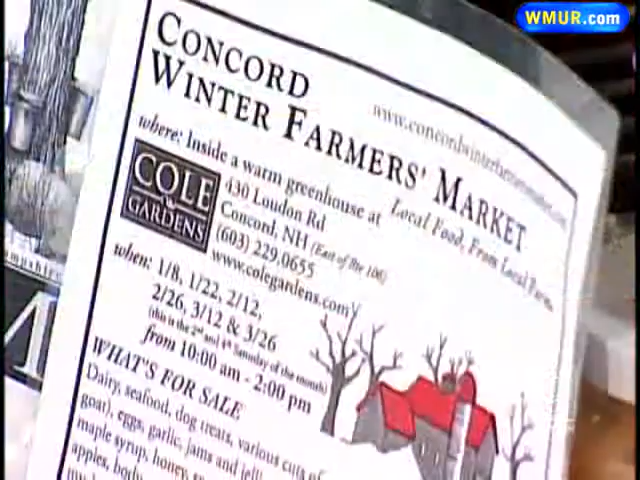 WMUR.com
CONCORD
WINTER FARMERS' MARKET
Local Food, From Local Farms
where: Inside a warm greenhouse at
COLE
GARDENS
430 Loudon Rd
Concord, NH (East of the 106)
(603) 229.0655
www.colegardens.com
when: 1/8, 1/22, 2/12,
2/26, 3/12 & 3/26
(this is the 2nd and 4th Saturday of the month)
from 10:00 am - 2:00 pm
WHAT'S FOR SALE
Dairy, seafood, dog treats, various cuts of
goat), eggs, garlic, jams and
maple syrup, honey,
apples,